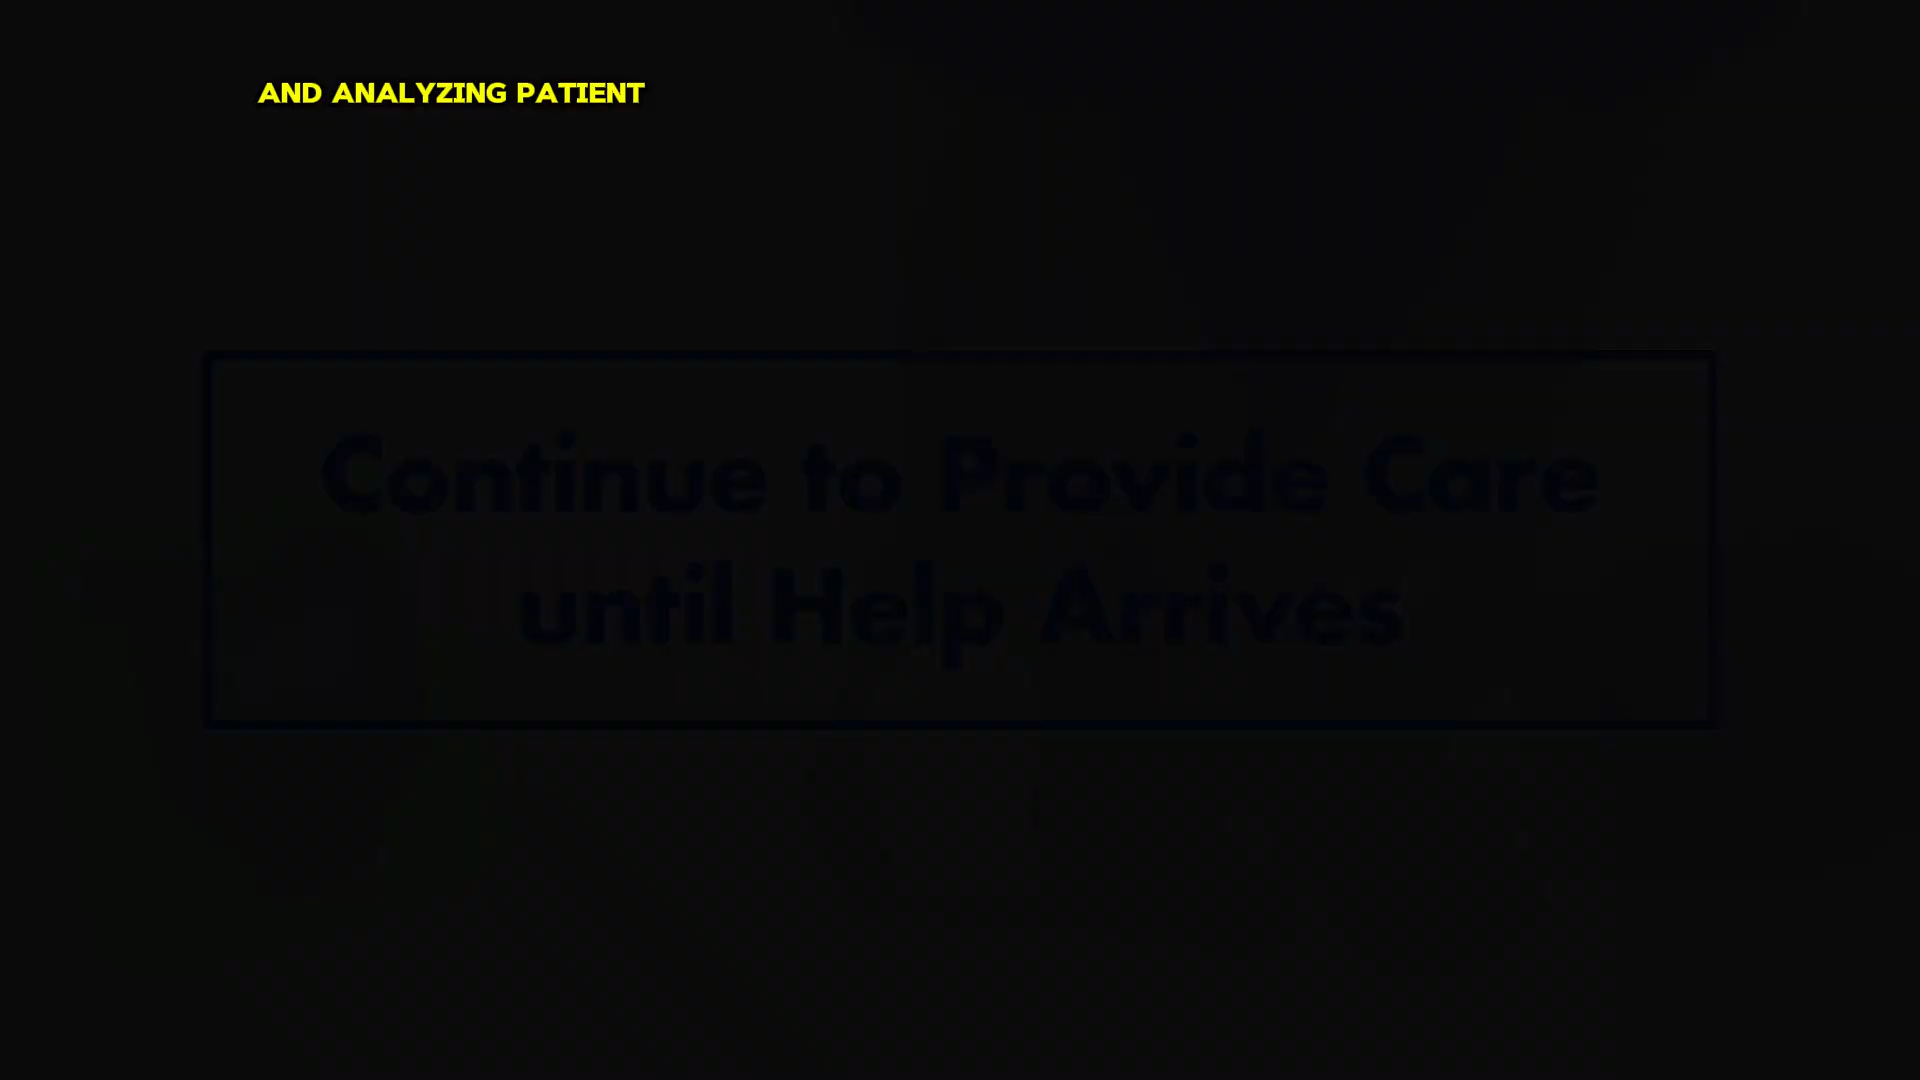 AND ANALYZING PATIENT
Continue to Provide Care
until Help Arrives